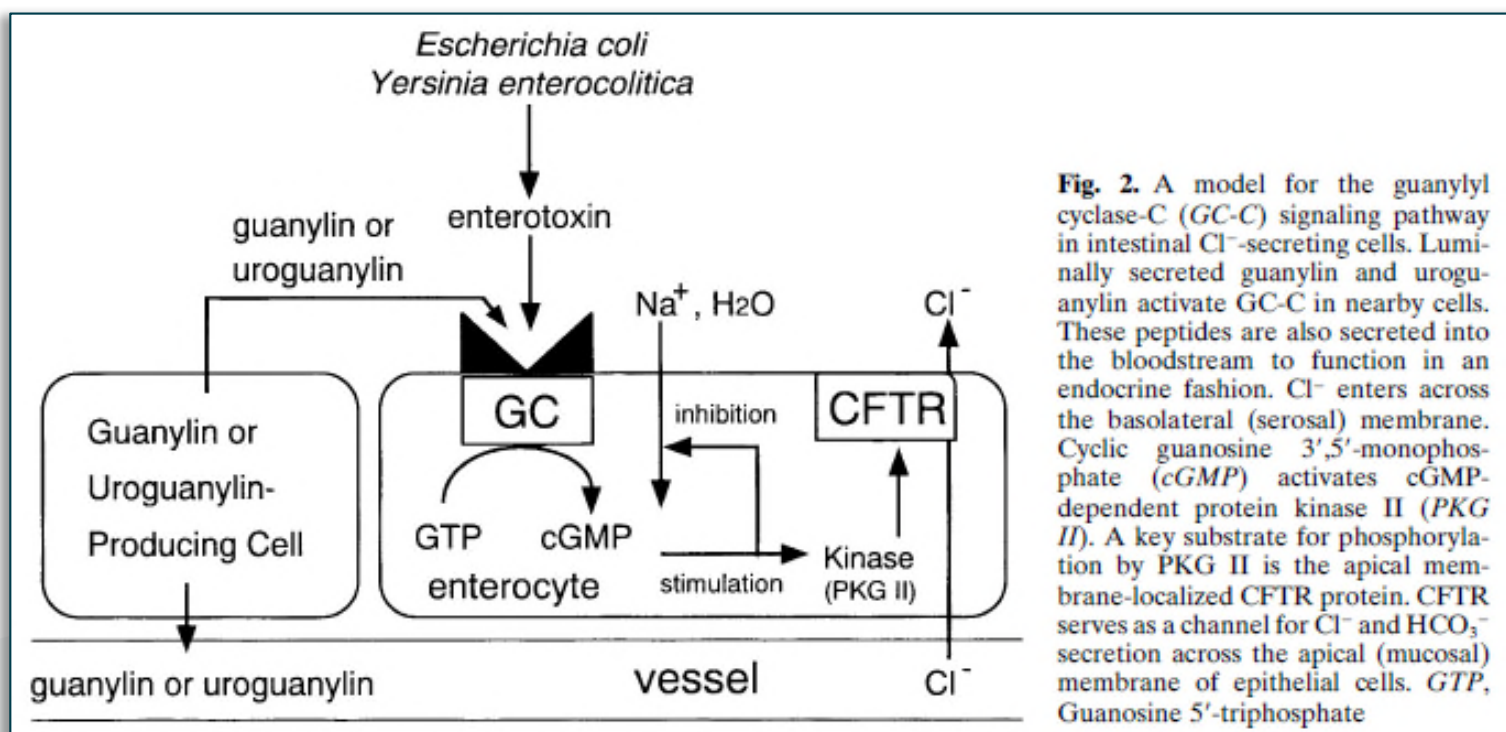 Escherichia coli
Yersinia enterocolitica
enterotoxin
guanylin or
uroguanylin
Na⁺, H2O
Cl⁻
GC
inhibition
CFTR
Guanylin or
Uroguanylin-
Producing Cell
GTP
cGMP
enterocyte
stimulation
Kinase
(PKG II)
guanylin or uroguanylin
vessel
Cl⁻
Fig. 2. A model for the guanylyl
cyclase-C (GC-C) signaling pathway
in intestinal Cl⁻-secreting cells. Lumi-
nally secreted guanylin and urogu-
anylin activate GC-C in nearby cells.
These peptides are also secreted into
the bloodstream to function in an
endocrine fashion. Cl⁻ enters across
the basolateral (serosal) membrane.
Cyclic guanosine 3′,5′-monophos-
phate (cGMP) activates cGMP-
dependent protein kinase II (PKG
II). A key substrate for phosphoryla-
tion by PKG II is the apical mem-
brane-localized CFTR protein. CFTR
serves as a channel for Cl⁻ and HCO₃⁻
secretion across the apical (mucosal)
membrane of epithelial cells. GTP,
Guanosine 5′-triphosphate